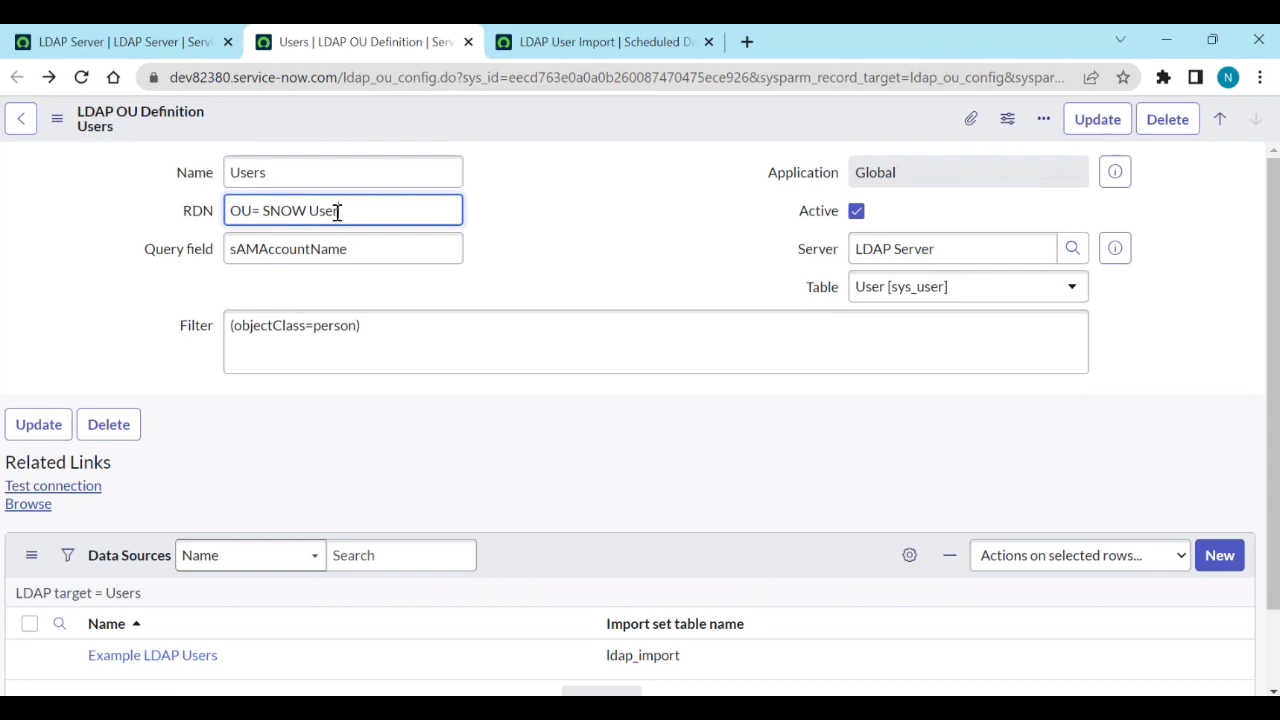 LDAP Server | LDAP Server | Servi
Users | LDAP OU Definition | Serv
LDAP User Import | Scheduled Da
dev82380.service-now.com/ldap_ou_config.do?sys_id=eecd763e0a0a0b260087470475ece926&sysparm_record_target=ldap_ou_config&syspar...
N
LDAP OU Definition
Users
Update
Delete
Name
Users
Application
Global
RDN
OU= SNOW User
Active
Query field
sAMAccountName
Server
LDAP Server
Table
User [sys_user]
Filter
(objectClass=person)
Update
Delete
Related Links
Test connection
Browse
Data Sources
Name
Search
Actions on selected rows...
New
LDAP target = Users
Name
Import set table name
Example LDAP Users
ldap_import